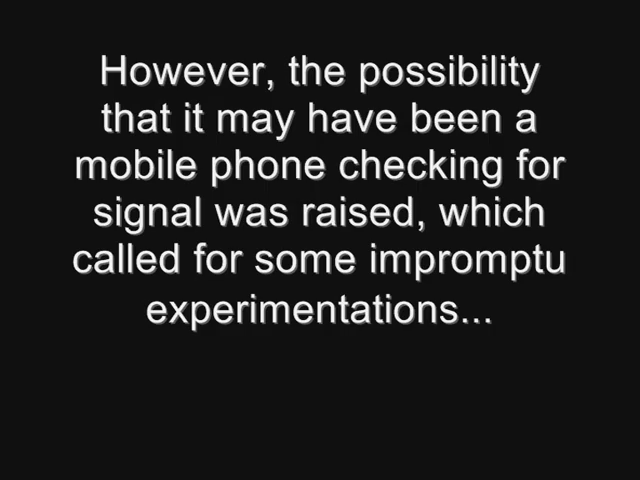 However, the possibility
that it may have been a
mobile phone checking for
signal was raised, which
called for some impromptu
experimentations...